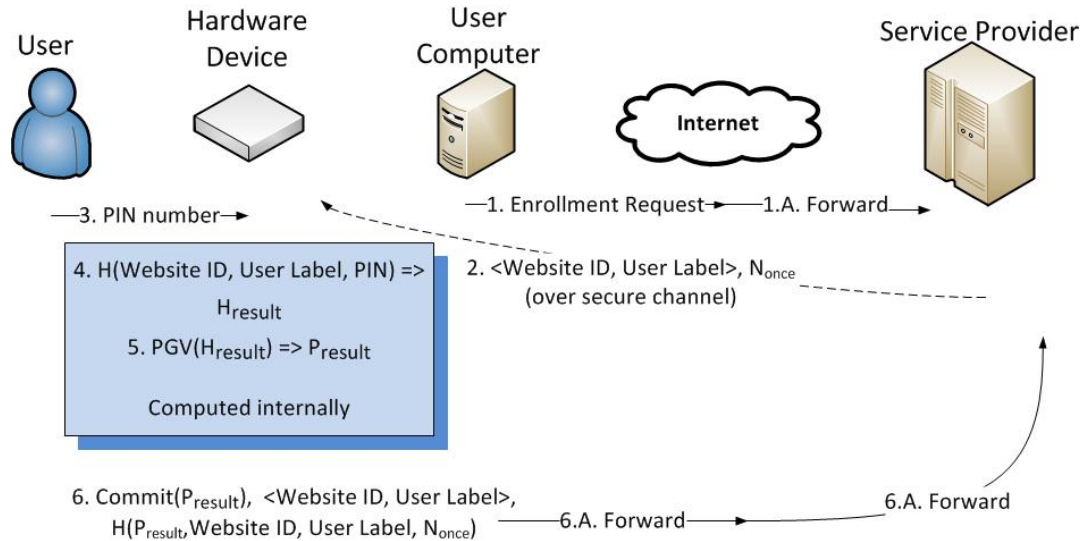 User
Hardware
Device
User
Computer
Service Provider
Internet
3. PIN number
1. Enrollment Request
1.A. Forward
4. H(Website ID, User Label, PIN) =>
Hresult
5. PGV(Hresult) => Presult
Computed internally
2. <Website ID, User Label>, Nonce
(over secure channel)
6. Commit(Presult), <Website ID, User Label>,
H(Presult,Website ID, User Label, Nonce)
6.A. Forward
6.A. Forward